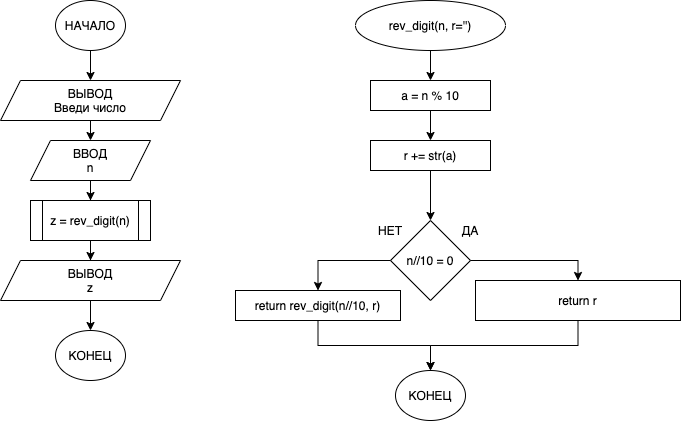 НАЧАЛО
ВЫВОД
Введи число
ВВОД
n
z = rev_digit(n)
ВЫВОД
z
КОНЕЦ
rev_digit(n, r='')
a = n % 10
r += str(a)
НЕТ
ДА
n//10 = 0
return rev_digit(n//10, r)
return r
КОНЕЦ